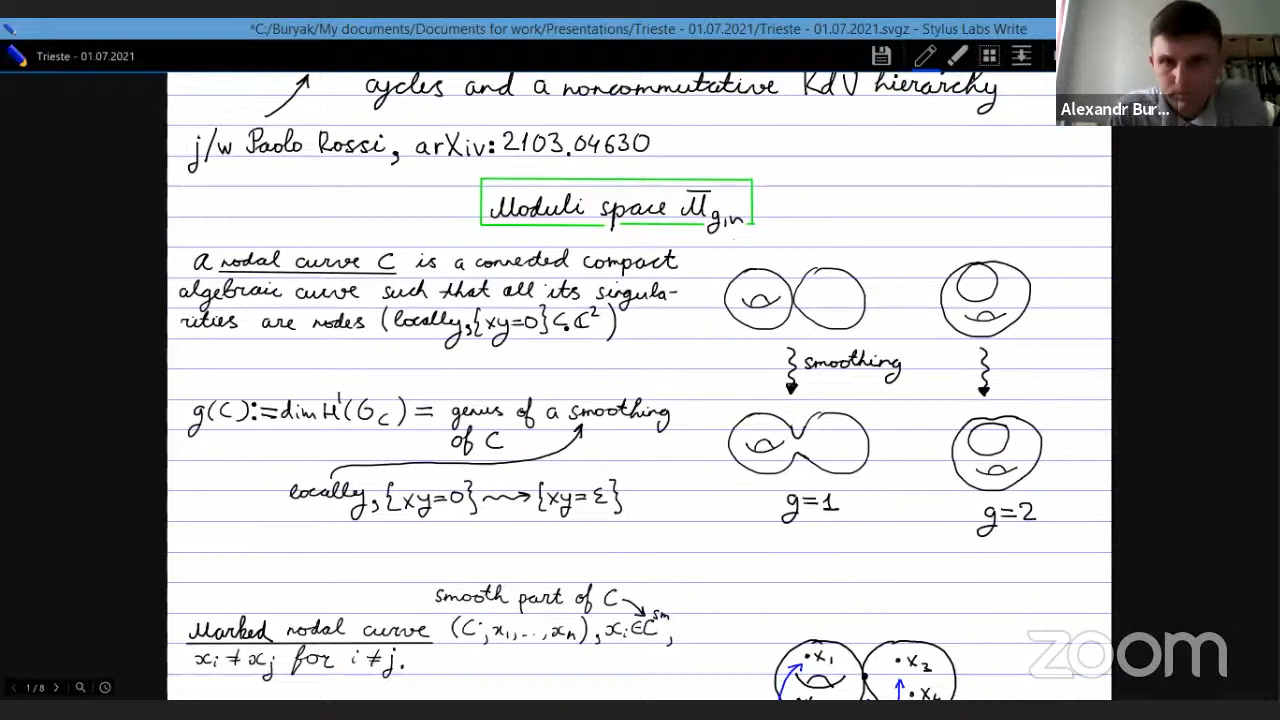 *C:/Buryak/My documents/Documents for work/Presentations/Trieste - 01.07.2021/Trieste - 01.07.2021.svgz - Stylus Labs Write
Trieste - 01.07.2021
Alexandr Bur...
cycles and a noncommutative KdV hierarchy
j/w Paolo Rossi, arXiv: 2103.04630
Moduli space M̅_{g,n}
A nodal curve C is a connected compact
algebraic curve such that all its singula-
rities are nodes (locally, {xy=0} ⊂ ℂ²)
smoothing
g(C) := dim H¹(O_C) = genus of a smoothing
of C
locally, {xy=0} ⇝ {xy=ε}
g=1
g=2
smooth part of C
Marked nodal curve (C; x₁,..., xₙ), xᵢ ∈ C^{sm},
xᵢ ≠ xⱼ for i ≠ j.
x₁
x₃
x₄
1/8
zoom